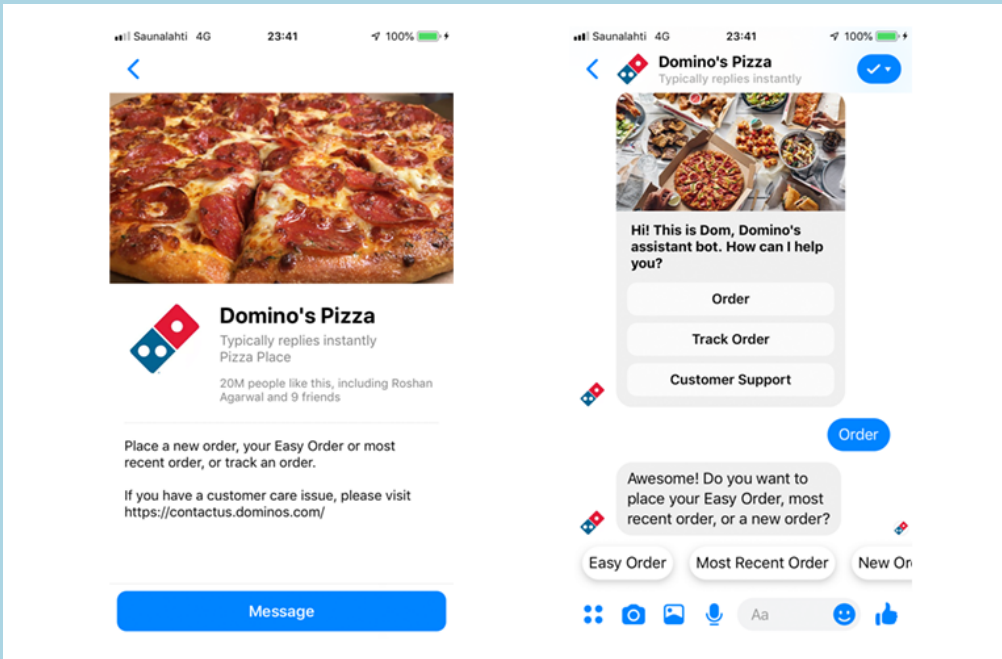 Saunalahti 4G 23:41 100%
Domino's Pizza
Typically replies instantly
Pizza Place
20M people like this, including Roshan
Agarwal and 9 friends
Place a new order, your Easy Order or most
recent order, or track an order.
If you have a customer care issue, please visit
https://contactus.dominos.com/
Message
Saunalahti 4G 23:41 100%
Domino's Pizza
Typically replies instantly
Hi! This is Dom, Domino's
assistant bot. How can I help
you?
Order
Track Order
Customer Support
Order
Awesome! Do you want to
place your Easy Order, most
recent order, or a new order?
Easy Order Most Recent Order New Or
Aa